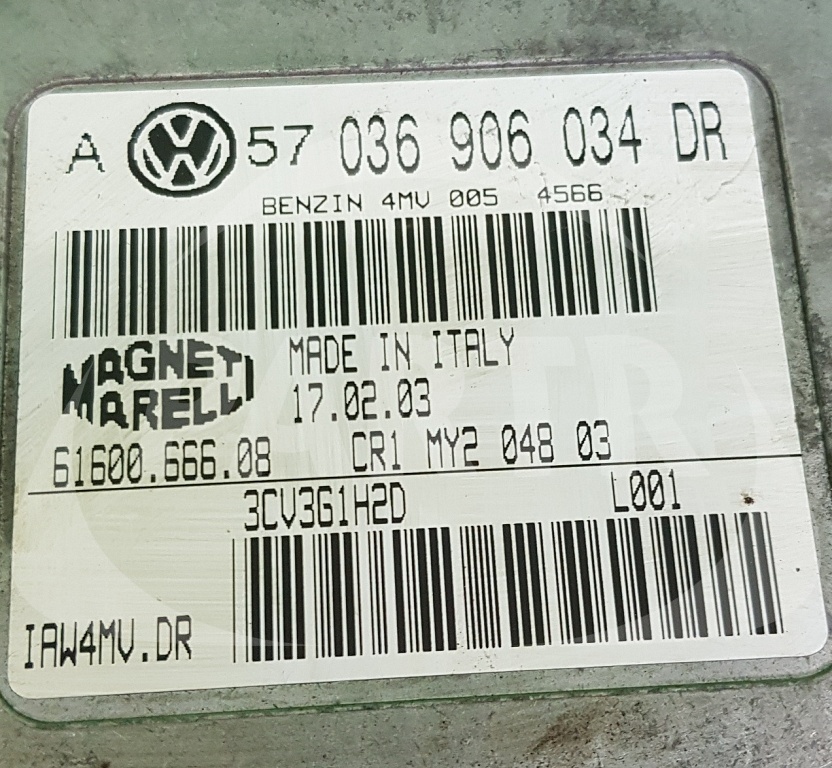 A VW 57 036 906 034 DR
BENZIN 4MV 005 4566
MAGNETI MARELLI
MADE IN ITALY
17.02.03
61600.666.08 CR1 MY2 048 03
3CV3G1H2D L001
IAW4MV.DR